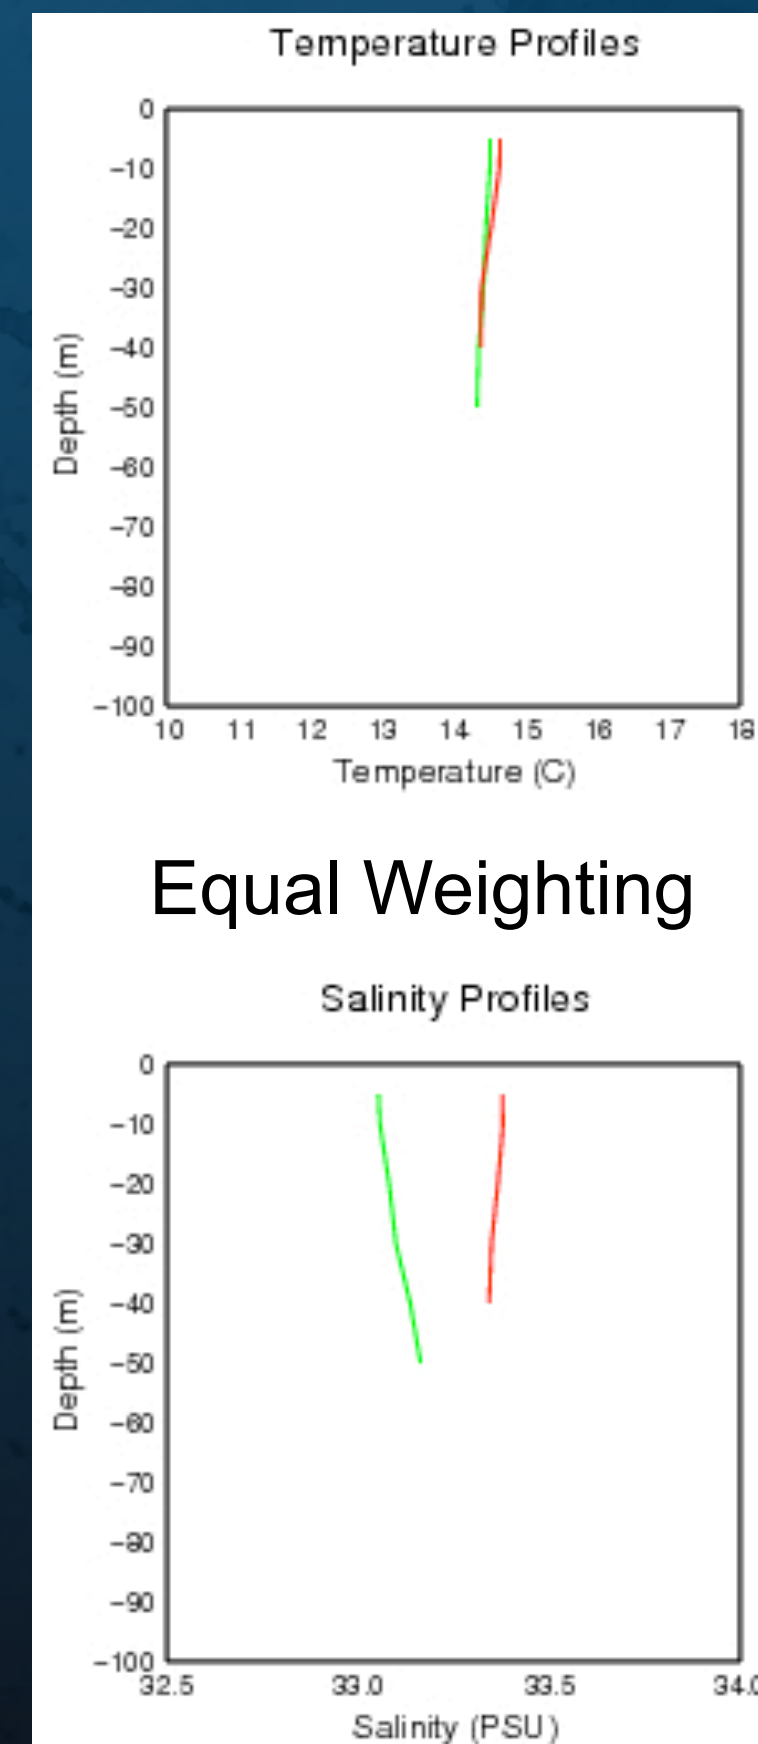 Temperature Profiles
0
−10
−20
−30
−40
−50
−60
−70
−80
−90
−100
Depth (m)
10 11 12 13 14 15 16 17 18
Temperature (C)
Equal Weighting
Salinity Profiles
0
−10
−20
−30
−40
−50
−60
−70
−80
−90
−100
Depth (m)
32.5 33.0 33.5 34.0
Salinity (PSU)